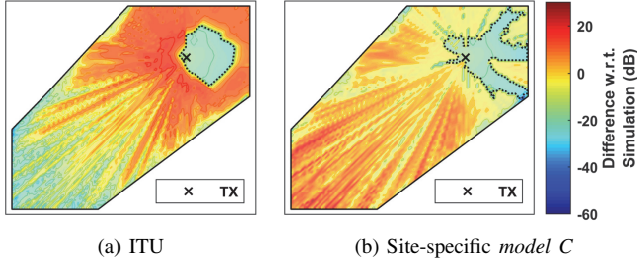 × TX
× TX
20
0
-20
-40
-60
Difference w.r.t.
Simulation (dB)
(a) ITU
(b) Site-specific model C